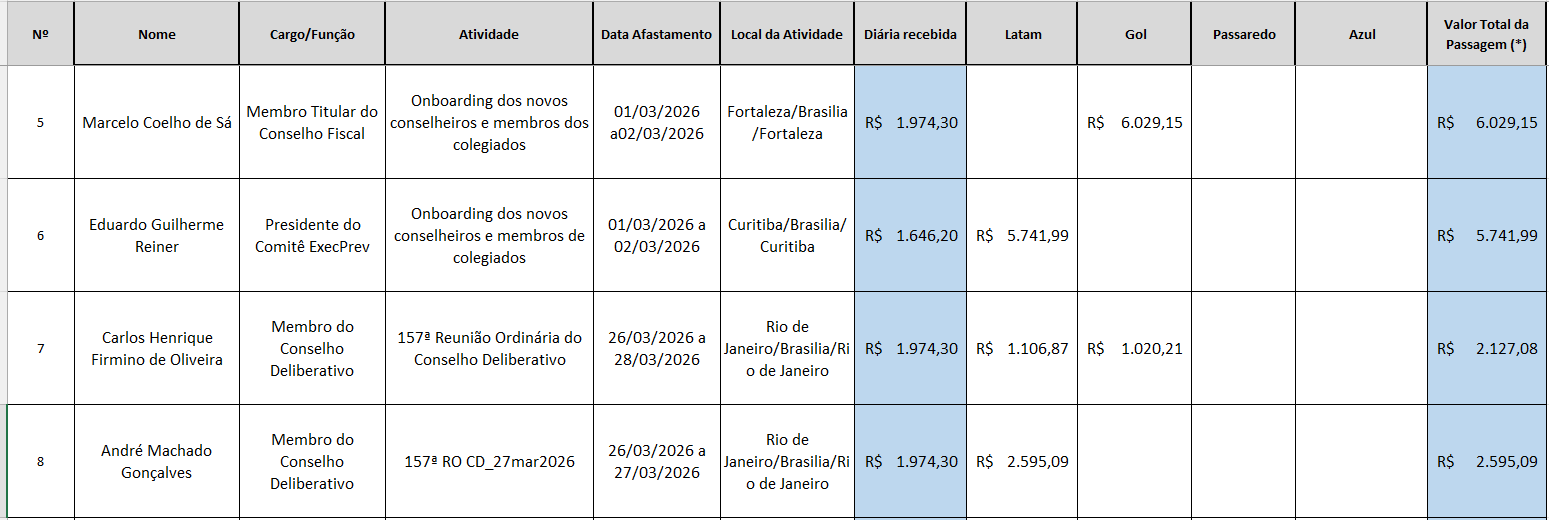 Nº Nome Cargo/Função Atividade Data Afastamento Local da Atividade Diária recebida Latam Gol Passaredo Azul Valor Total da
Passagem (*)
5 Marcelo Coelho de Sá
Membro Titular do
Conselho Fiscal
Onboarding dos novos
conselheiros e membros dos
colegiados
01/03/2026
a02/03/2026
Fortaleza/Brasilia
/Fortaleza
R$ 1.974,30
R$ 6.029,15
R$ 6.029,15
6
Eduardo Guilherme
Reiner
Presidente do
Comitê ExecPrev
Onboarding dos novos
conselheiros e membros de
colegiados
01/03/2026 a
02/03/2026
Curitiba/Brasilia/
Curitiba
R$ 1.646,20
R$ 5.741,99
R$ 5.741,99
7
Carlos Henrique
Firmino de Oliveira
Membro do
Conselho
Deliberativo
157ª Reunião Ordinária do
Conselho Deliberativo
26/03/2026 a
28/03/2026
Rio de
Janeiro/Brasilia/Ri
o de Janeiro
R$ 1.974,30
R$ 1.106,87
R$ 1.020,21
R$ 2.127,08
8
André Machado
Gonçalves
Membro do
Conselho
Deliberativo
157ª RO CD_27mar2026
26/03/2026 a
27/03/2026
Rio de
Janeiro/Brasilia/Ri
o de Janeiro
R$ 1.974,30
R$ 2.595,09
R$ 2.595,09